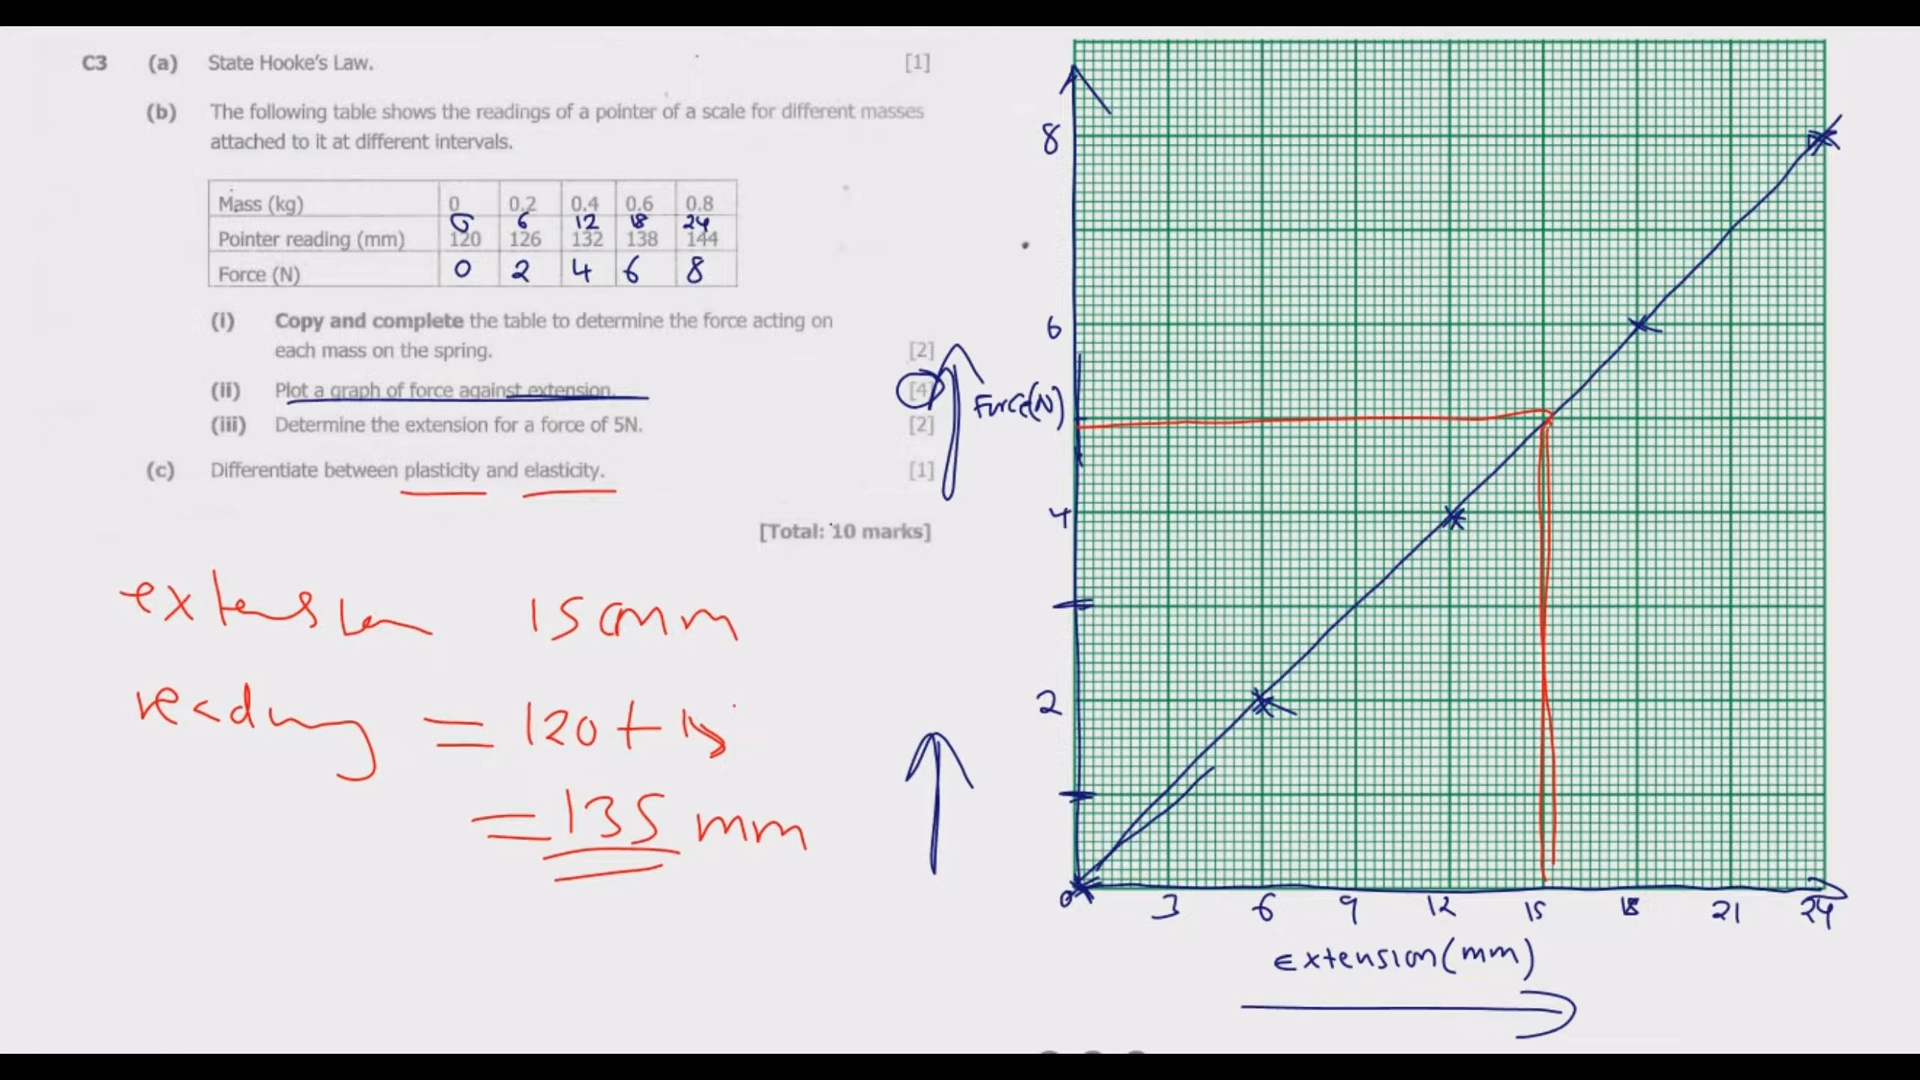 C3 (a) State Hooke's Law. [1]
(b) The following table shows the readings of a pointer of a scale for different masses
attached to it at different intervals.
Mass (kg) 0 0.2 0.4 0.6 0.8
0 6 12 18 24
Pointer reading (mm) 120 126 132 138 144
Force (N) 0 2 4 6 8
(i) Copy and complete the table to determine the force acting on
each mass on the spring. [2]
(ii) Plot a graph of force against extension. [4]
(iii) Determine the extension for a force of 5N. [2]
(c) Differentiate between plasticity and elasticity. [1]
[Total: 10 marks]
extension 15 mm
reading = 120 + 15
= 135 mm
8
6
Force(N)
4
2
0 3 6 9 12 15 18 21 24
extension(mm)